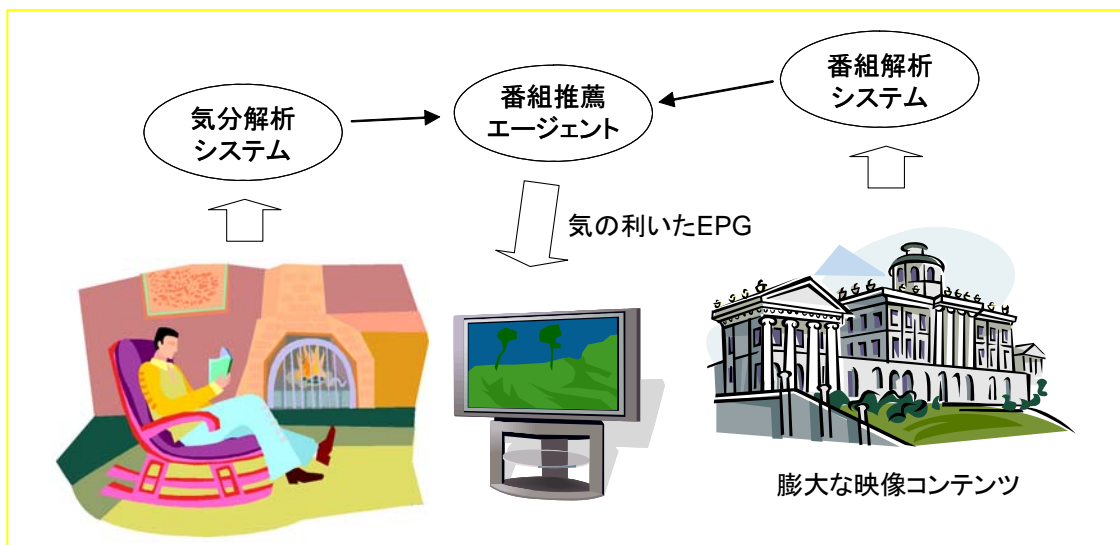 気分解析
システム
番組推薦
エージェント
番組解析
システム
気の利いたEPG
膨大な映像コンテンツ